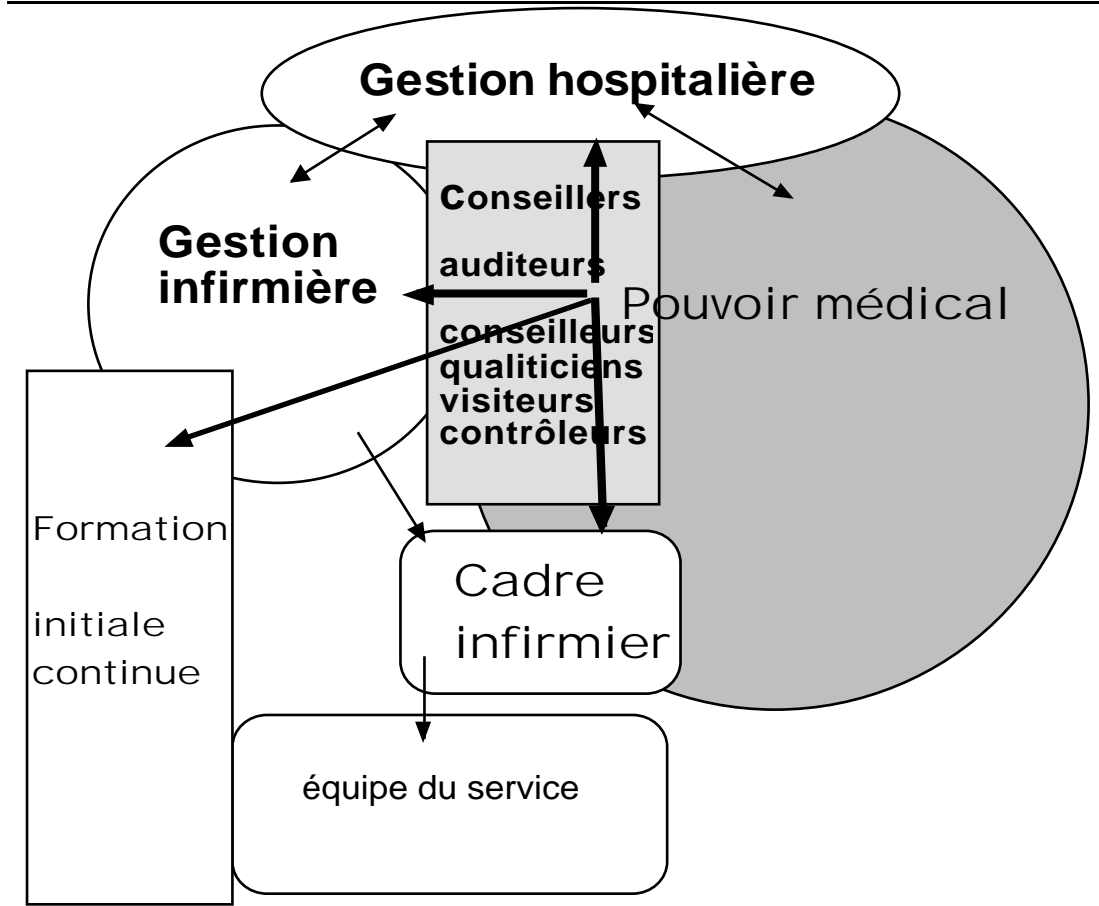 Gestion hospitalière
Conseillers
auditeurs
conseilleurs
qualiticiens
visiteurs
contrôleurs
Gestion
infirmière
Pouvoir médical
Formation
initiale
continue
Cadre
infirmier
équipe du service